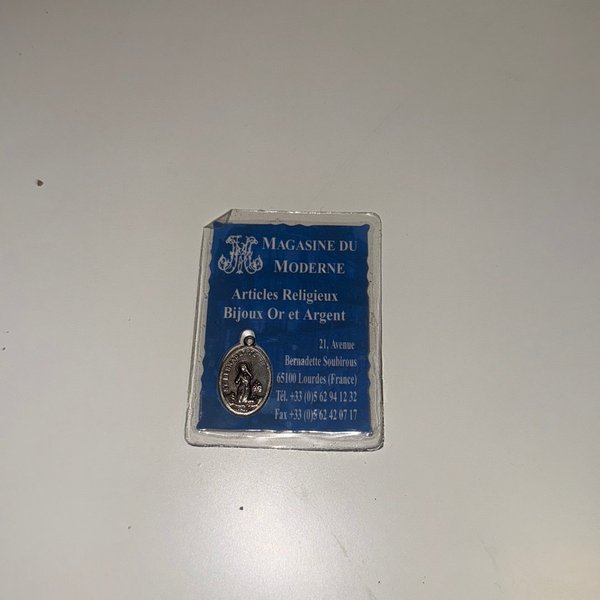 MAGASINE DU
MODERNE
Articles Religieux
Bijoux Or et Argent
21, Avenue
Bernadette Soubirous
65100 Lourdes (France)
Tél. +33 (0)5 62 94 12 32
Fax +33 (0)5 62 42 07 17